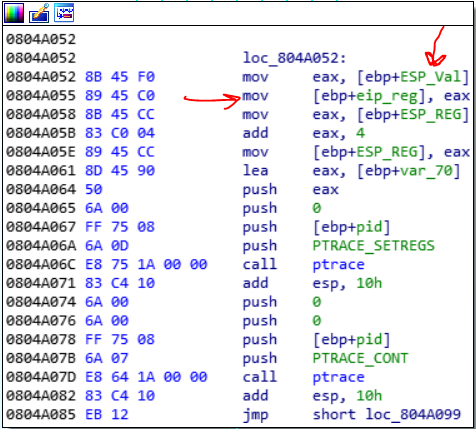 0804A052
0804A052 loc_804A052:
0804A052 8B 45 F0 mov eax, [ebp+ESP_Val]
0804A055 89 45 C0 mov [ebp+eip_reg], eax
0804A058 8B 45 CC mov eax, [ebp+ESP_REG]
0804A05B 83 C0 04 add eax, 4
0804A05E 89 45 CC mov [ebp+ESP_REG], eax
0804A061 8D 45 90 lea eax, [ebp+var_70]
0804A064 50 push eax
0804A065 6A 00 push 0
0804A067 FF 75 08 push [ebp+pid]
0804A06A 6A 0D push PTRACE_SETREGS
0804A06C E8 75 1A 00 00 call ptrace
0804A071 83 C4 10 add esp, 10h
0804A074 6A 00 push 0
0804A076 6A 00 push 0
0804A078 FF 75 08 push [ebp+pid]
0804A07B 6A 07 push PTRACE_CONT
0804A07D E8 64 1A 00 00 call ptrace
0804A082 83 C4 10 add esp, 10h
0804A085 EB 12 jmp short loc_804A099